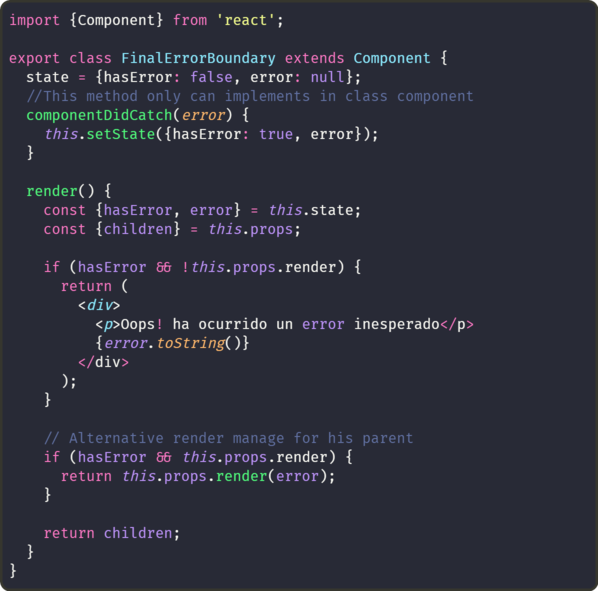 import {Component} from 'react';
export class FinalErrorBoundary extends Component {
state = {hasError: false, error: null};
//This method only can implements in class component
componentDidCatch(error) {
this.setState({hasError: true, error});
}
render() {
const {hasError, error} = this.state;
const {children} = this.props;
if (hasError && !this.props.render) {
return (
<div>
<p>Oops! ha ocurrido un error inesperado</p>
{error.toString()}
</div>
);
}
// Alternative render manage for his parent
if (hasError && this.props.render) {
return this.props.render(error);
}
return children;
}
}